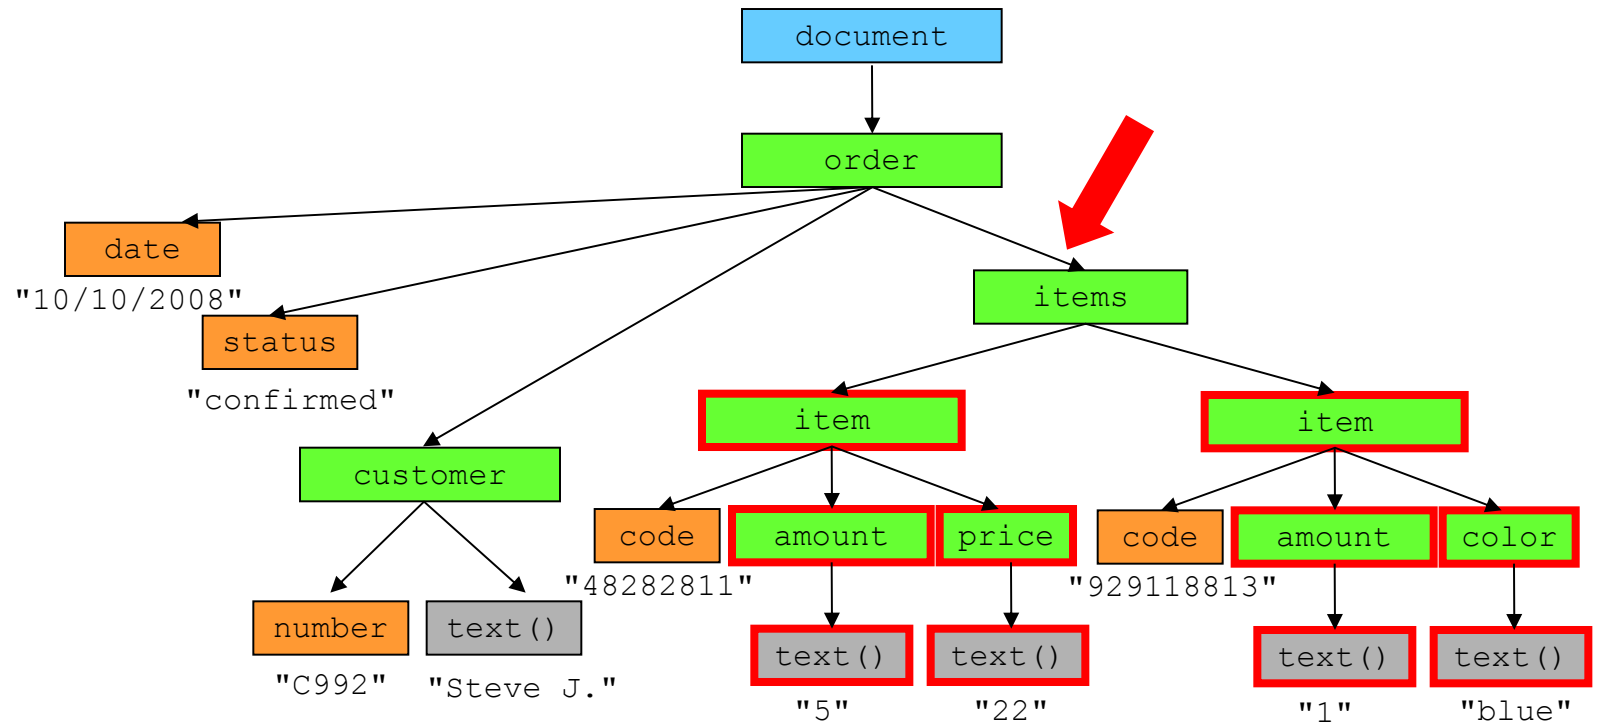 document
order
date
"10/10/2008"
items
status
"confirmed"
item
item
customer
code
amount
price
code
amount
color
"48282811"
"929118813"
number
text()
text()
text()
text()
text()
"C992"
"Steve J."
"5"
"22"
"1"
"blue"